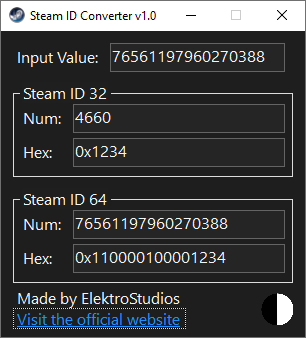 Steam ID Converter v1.0
Input Value: 76561197960270388
Steam ID 32
Num: 4660
Hex: 0x1234
Steam ID 64
Num: 76561197960270388
Hex: 0x110000100001234
Made by ElektroStudios
Visit the official website